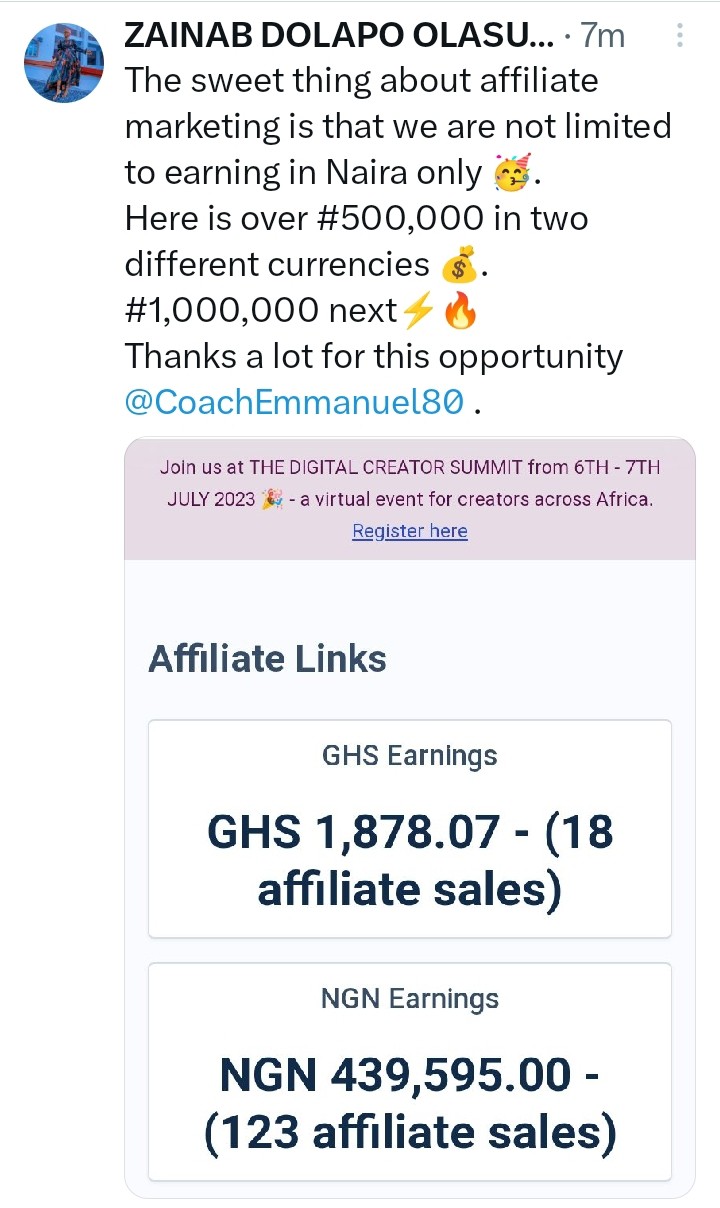 ZAINAB DOLAPO OLASU... · 7m
The sweet thing about affiliate
marketing is that we are not limited
to earning in Naira only 🥳.
Here is over #500,000 in two
different currencies 💰.
#1,000,000 next⚡🔥
Thanks a lot for this opportunity
@CoachEmmanuel80 .
Join us at THE DIGITAL CREATOR SUMMIT from 6TH - 7TH
JULY 2023 🎉 - a virtual event for creators across Africa.
Register here
Affiliate Links
GHS Earnings
GHS 1,878.07 - (18
affiliate sales)
NGN Earnings
NGN 439,595.00 -
(123 affiliate sales)